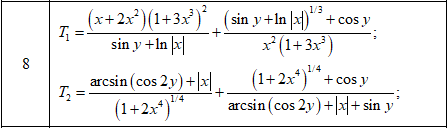 8
T₁ = (x+2x²)(1+3x³)² / (sin y+ln|x|) + ((sin y+ln|x|)^(1/3) + cos y) / (x²(1+3x³));
T₂ = (arcsin(cos 2y)+|x|) / (1+2x⁴)^(1/4) + ((1+2x⁴)^(1/4) + cos y) / (arcsin(cos 2y)+|x|+sin y);